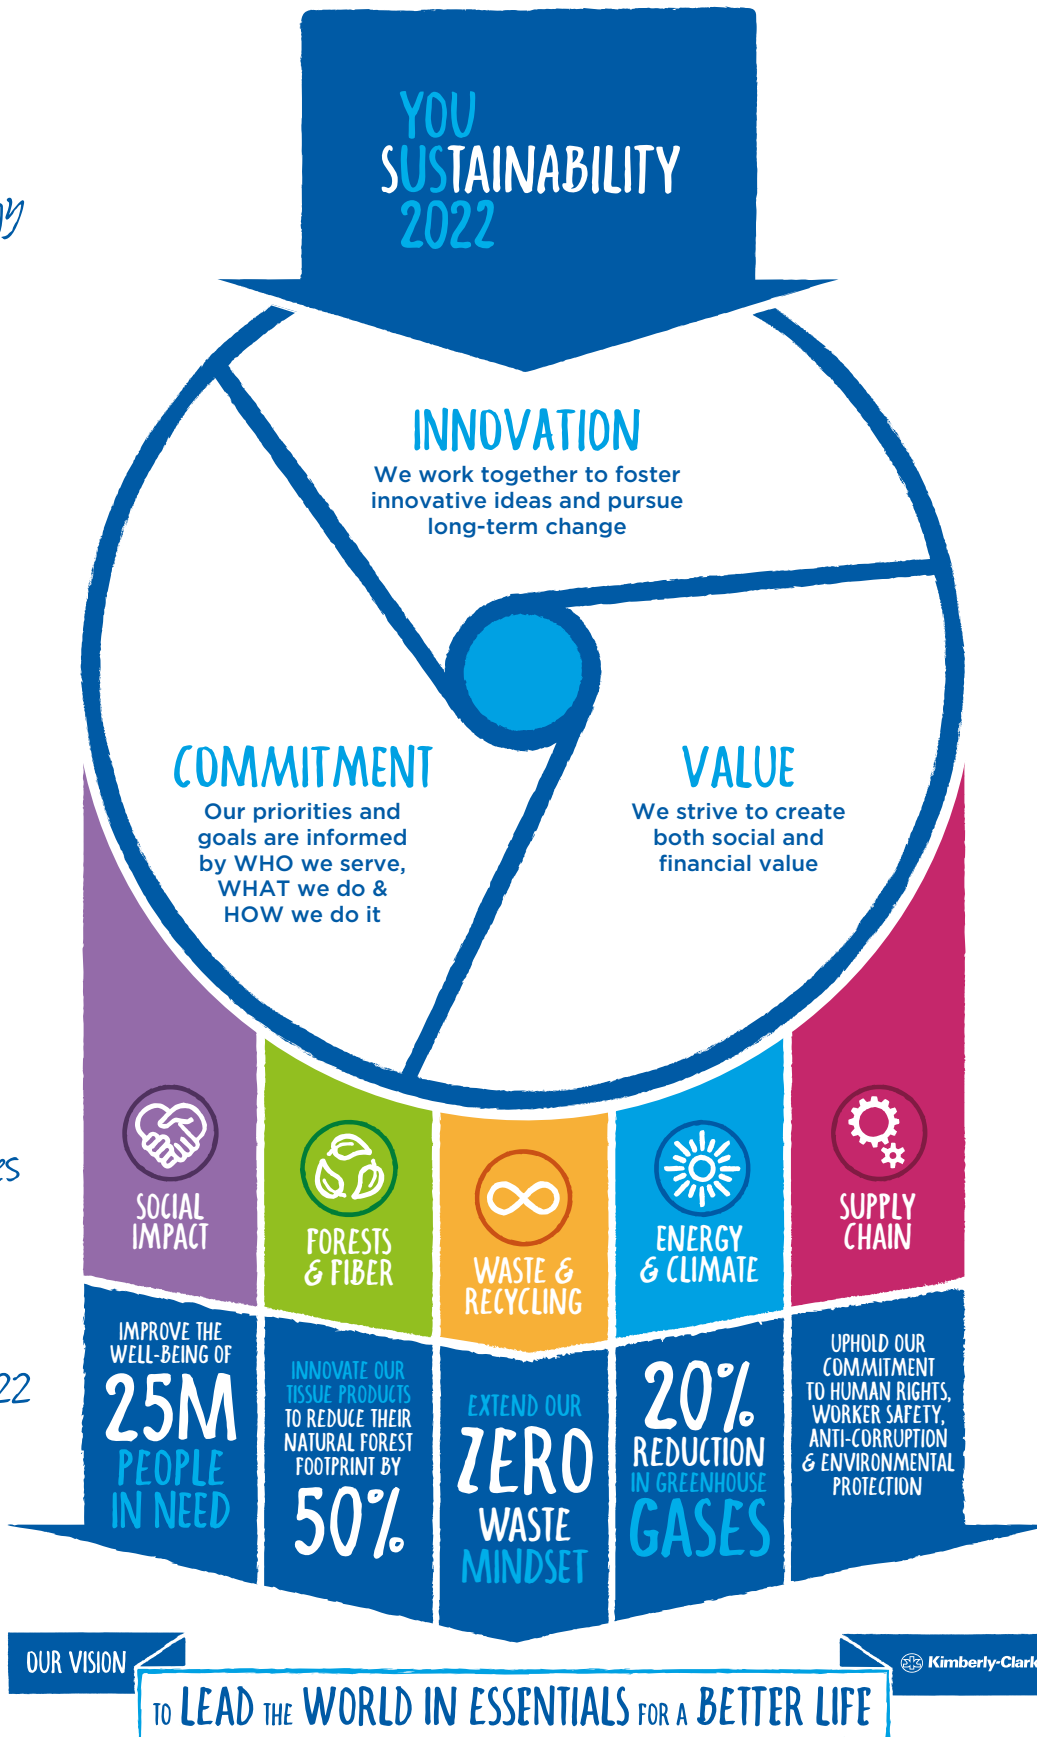 YOU
SUSTAINABILITY
2022
INNOVATION
We work together to foster
innovative ideas and pursue
long-term change
COMMITMENT
Our priorities and
goals are informed
by WHO we serve,
WHAT we do &
HOW we do it
VALUE
We strive to create
both social and
financial value
SOCIAL
IMPACT
FORESTS
& FIBER
WASTE &
RECYCLING
ENERGY
& CLIMATE
SUPPLY
CHAIN
IMPROVE THE
WELL-BEING OF
25M
PEOPLE
IN NEED
INNOVATE OUR
TISSUE PRODUCTS
TO REDUCE THEIR
NATURAL FOREST
FOOTPRINT BY
50%
EXTEND OUR
ZERO
WASTE
MINDSET
20%
REDUCTION
IN GREENHOUSE
GASES
UPHOLD OUR
COMMITMENT
TO HUMAN RIGHTS,
WORKER SAFETY,
ANTI-CORRUPTION
& ENVIRONMENTAL
PROTECTION
OUR VISION
Kimberly-Clark
TO LEAD THE WORLD IN ESSENTIALS FOR A BETTER LIFE